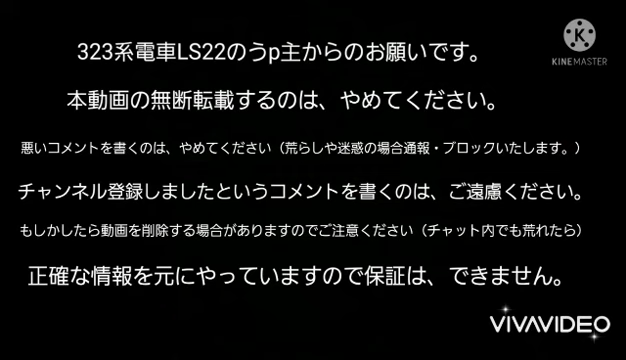 323系電車LS22のうp主からのお願いです。
KINEMASTER
本動画の無断転載するのは、やめてください。
悪いコメントを書くのは、やめてください（荒らしや迷惑の場合通報・ブロックいたします。）
チャンネル登録しましたというコメントを書くのは、ご遠慮ください。
もしかしたら動画を削除する場合がありますのでご注意ください（チャット内でも荒れたら）
正確な情報を元にやっていますので保証は、できません。
VIVAVIDEO